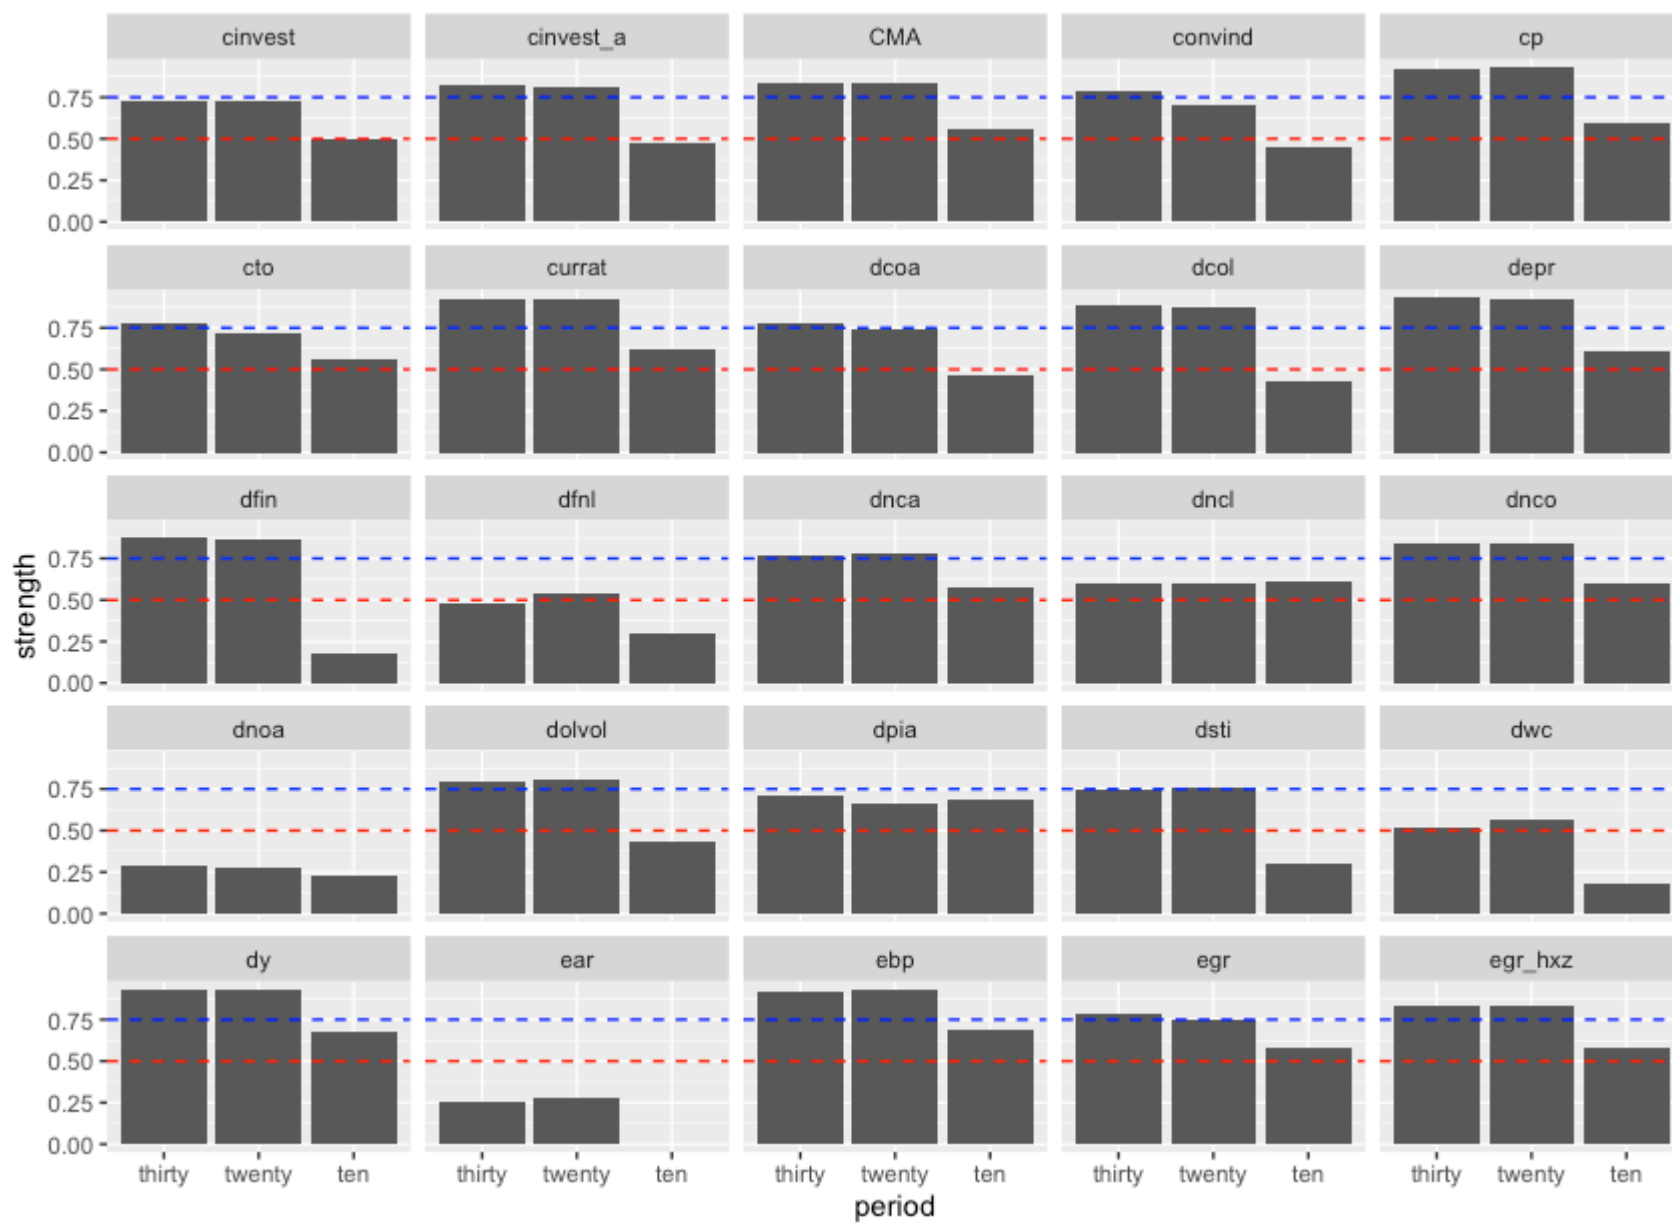 cinvest cinvest_a CMA convind cp
0.75
0.50
0.25
0.00
cto currat dcoa dcol depr
0.75
0.50
0.25
0.00
dfin dfnl dnca dncl dnco
0.75
0.50
0.25
0.00
strength
dnoa dolvol dpia dsti dwc
0.75
0.50
0.25
0.00
dy ear ebp egr egr_hxz
0.75
0.50
0.25
0.00
thirty twenty ten thirty twenty ten thirty twenty ten thirty twenty ten thirty twenty ten
period